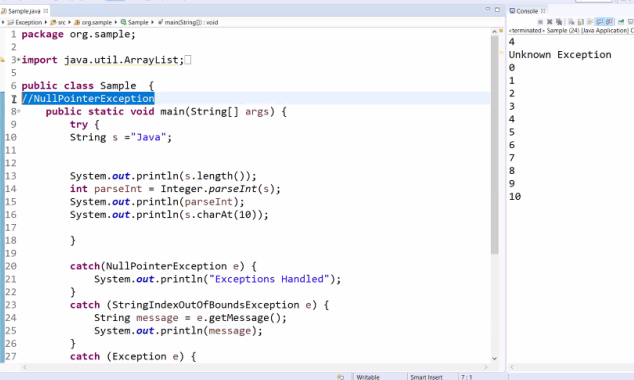 Sample.java
Exception
src
org.sample
Sample
main(String[]) : void
1 package org.sample;
2
3 import java.util.ArrayList;
5
6 public class Sample {
7 //NullPointerException
8 public static void main(String[] args) {
9 try {
10 String s ="Java";
11
12
13 System.out.println(s.length());
14 int parseInt = Integer.parseInt(s);
15 System.out.println(parseInt);
16 System.out.println(s.charAt(10));
17
18 }
19
20 catch(NullPointerException e) {
21 System.out.println("Exceptions Handled");
22 }
23 catch (StringIndexOutOfBoundsException e) {
24 String message = e.getMessage();
25 System.out.println(message);
26 }
27 catch (Exception e) {
Console
<terminated> Sample (24) [Java Application]
4
Unknown Exception
0
1
2
3
4
5
6
7
8
9
10
Writable
Smart Insert
7 : 1